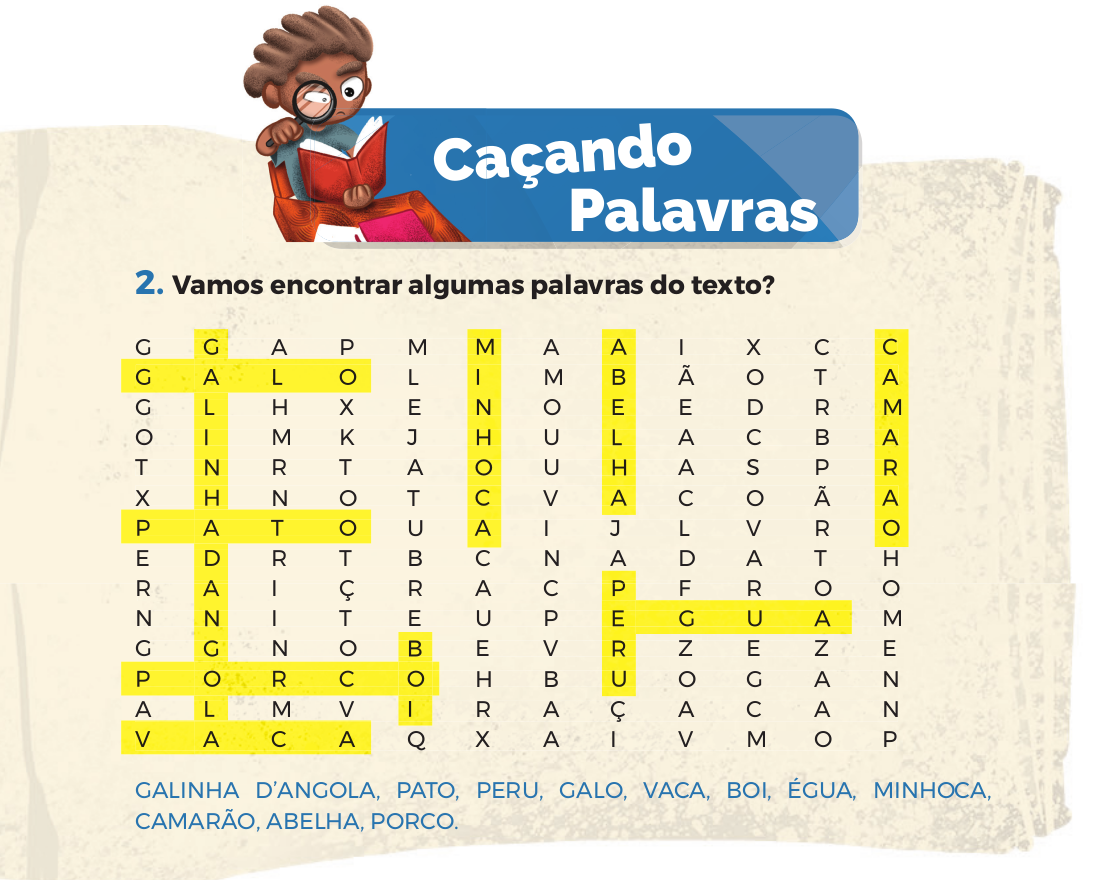 Caçando
Palavras
2. Vamos encontrar algumas palavras do texto?
G G A P M M A A I X C C
G A L O L I M B Ã O T A
G L H X E N O E E D R M
O I M K J H U L A C B A
T N R T A O U H A S P R
X H N O T C V A C O Ã A
P A T O U A I J L V R O
E D R T B C N A D A T H
R A I Ç R A C P F R O O
N N I T E U P E G U A M
G G N O B E V R Z E Z E
P O R C O H B U O G A N
A L M V I R A Ç A C A N
V A C A Q X A I V M O P
GALINHA D’ANGOLA, PATO, PERU, GALO, VACA, BOI, ÉGUA, MINHOCA,
CAMARÃO, ABELHA, PORCO.